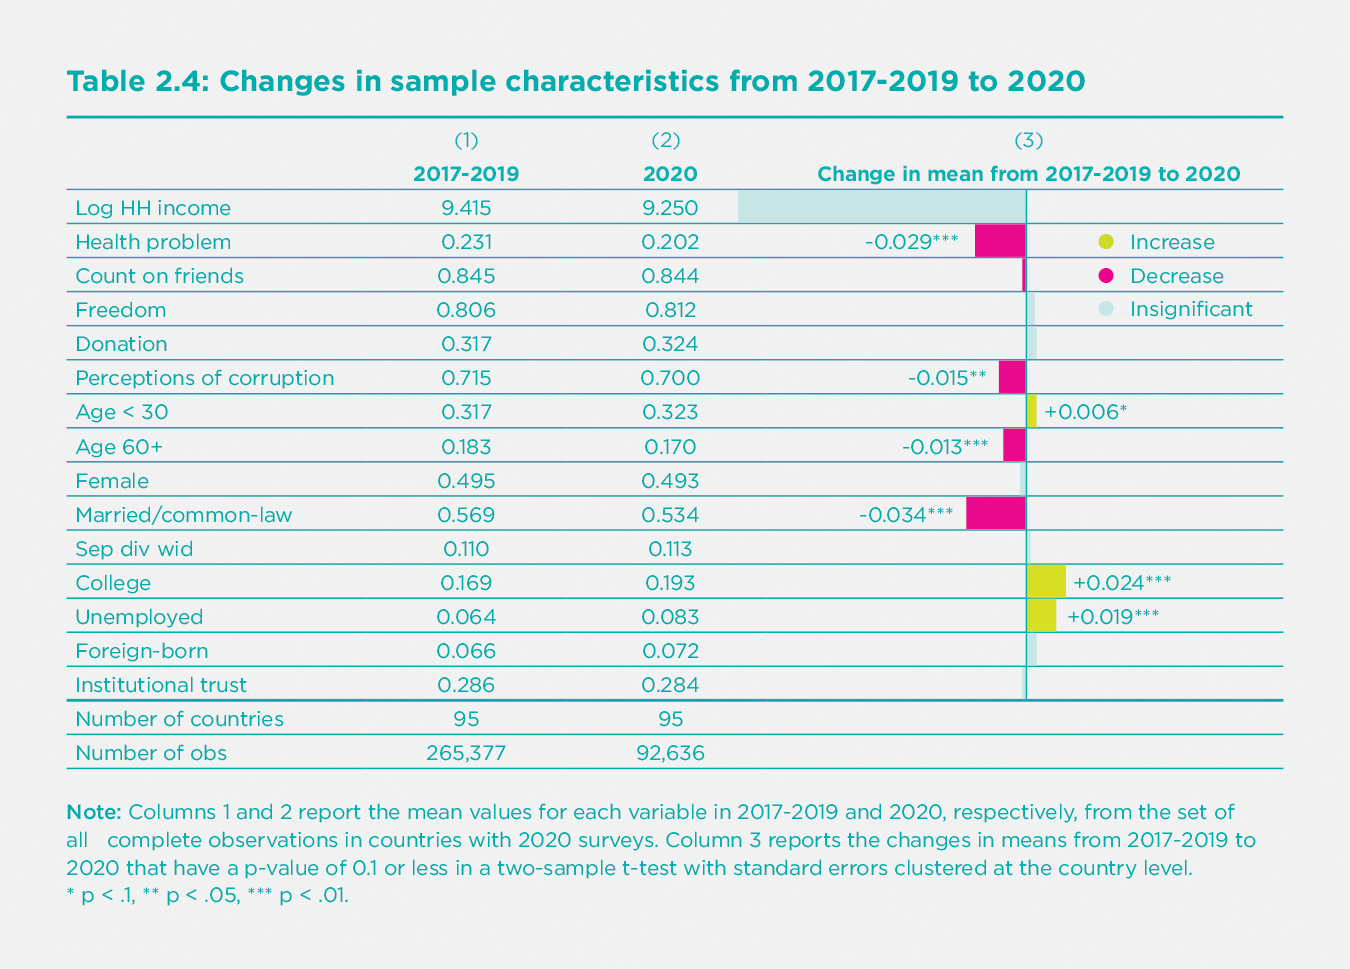 Table 2.4: Changes in sample characteristics from 2017-2019 to 2020
(1) (2) (3)
2017-2019 2020 Change in mean from 2017-2019 to 2020
Log HH income 9.415 9.250
Health problem 0.231 0.202 -0.029*** Increase
Count on friends 0.845 0.844 Decrease
Freedom 0.806 0.812 Insignificant
Donation 0.317 0.324
Perceptions of corruption 0.715 0.700 -0.015**
Age < 30 0.317 0.323 +0.006*
Age 60+ 0.183 0.170 -0.013***
Female 0.495 0.493
Married/common-law 0.569 0.534 -0.034***
Sep div wid 0.110 0.113
College 0.169 0.193 +0.024***
Unemployed 0.064 0.083 +0.019***
Foreign-born 0.066 0.072
Institutional trust 0.286 0.284
Number of countries 95 95
Number of obs 265,377 92,636
Note: Columns 1 and 2 report the mean values for each variable in 2017-2019 and 2020, respectively, from the set of
all complete observations in countries with 2020 surveys. Column 3 reports the changes in means from 2017-2019 to
2020 that have a p-value of 0.1 or less in a two-sample t-test with standard errors clustered at the country level.
* p < .1, ** p < .05, *** p < .01.